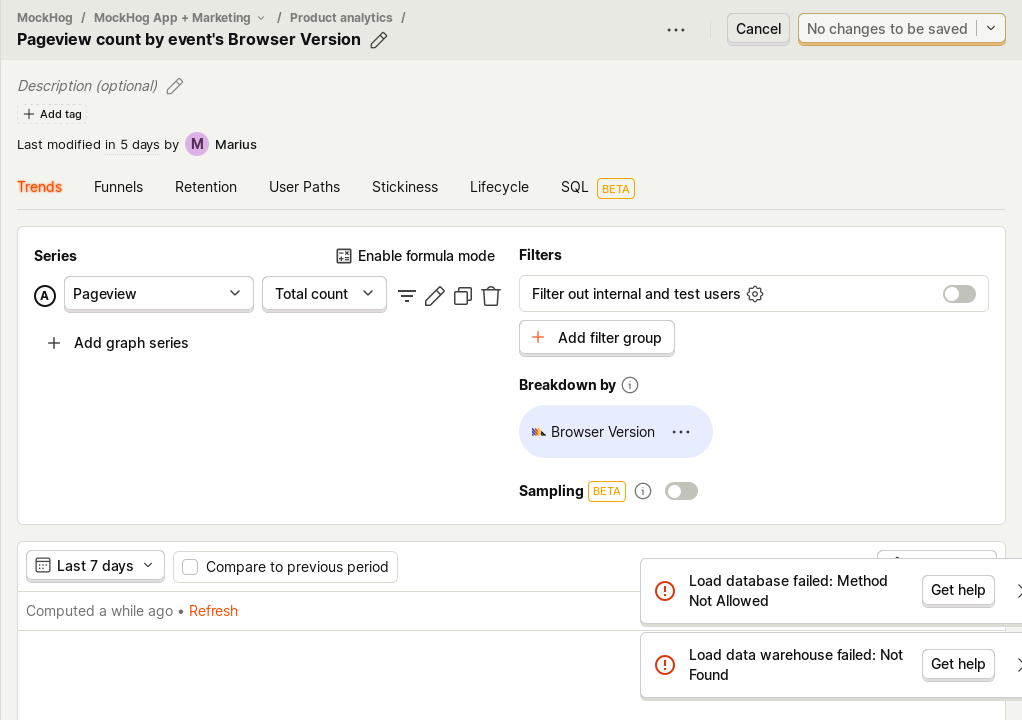 MockHog / MockHog App + Marketing / Product analytics /
Pageview count by event's Browser Version
Cancel
No changes to be saved
Description (optional)
Add tag
Last modified in 5 days by M Marius
Trends
Funnels
Retention
User Paths
Stickiness
Lifecycle
SQL BETA
Series
Enable formula mode
A Pageview
Total count
Add graph series
Filters
Filter out internal and test users
Add filter group
Breakdown by
Browser Version
Sampling BETA
Last 7 days
Compare to previous period
Computed a while ago • Refresh
Load database failed: Method
Not Allowed
Get help
Load data warehouse failed: Not
Found
Get help